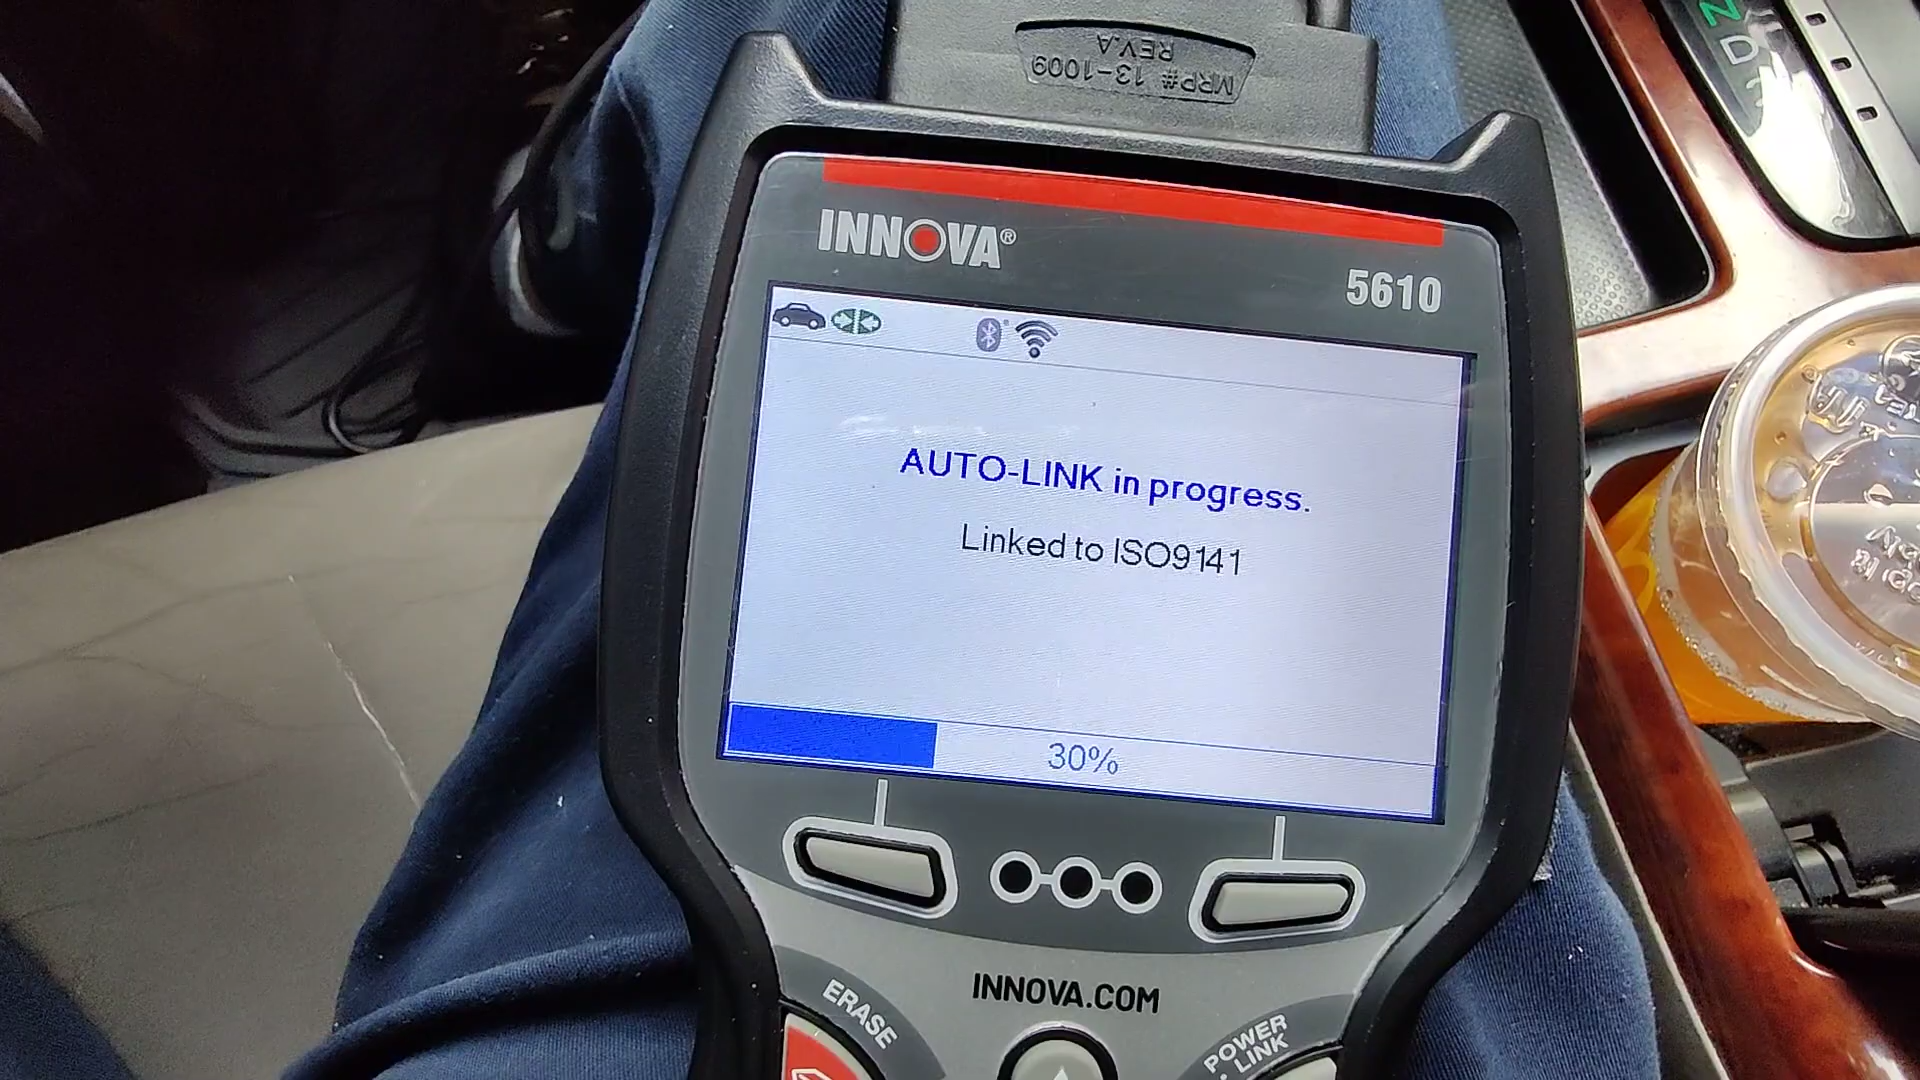 MRP# 13-1009
REV.A
INNOVA®
5610
AUTO-LINK in progress.
Linked to ISO9141
30%
INNOVA.COM
ERASE
POWER
LINK
N
D
2